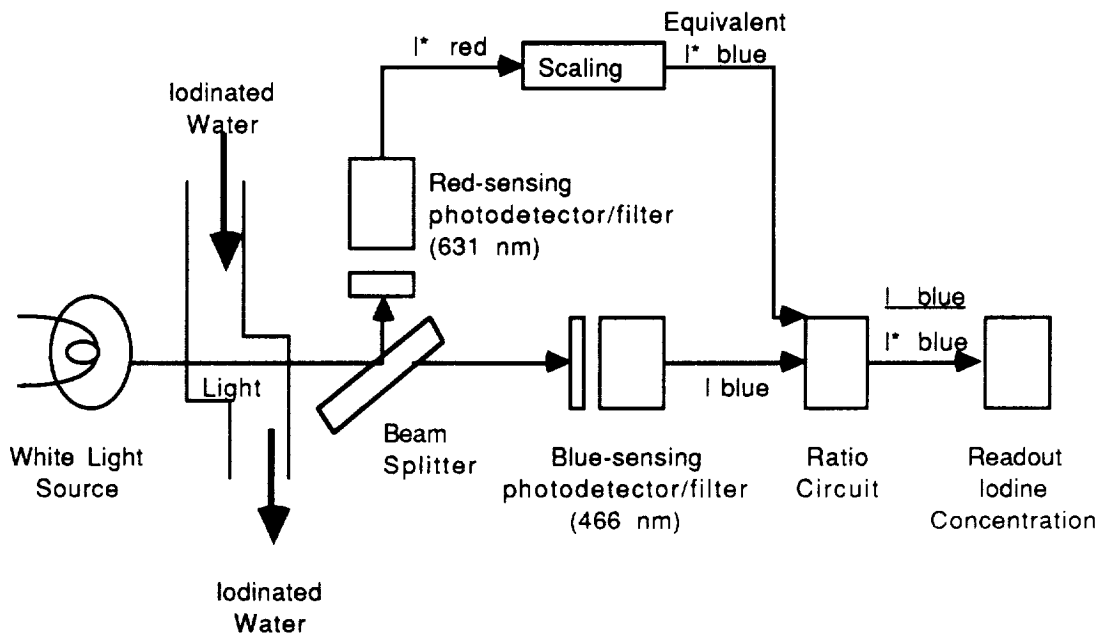 Equivalent
I* red
I* blue
Scaling
Iodinated
Water
Red-sensing
photodetector/filter
(631 nm)
I blue
I* blue
Light
I blue
White Light
Source
Beam
Splitter
Blue-sensing
photodetector/filter
(466 nm)
Ratio
Circuit
Readout
Iodine
Concentration
Iodinated
Water